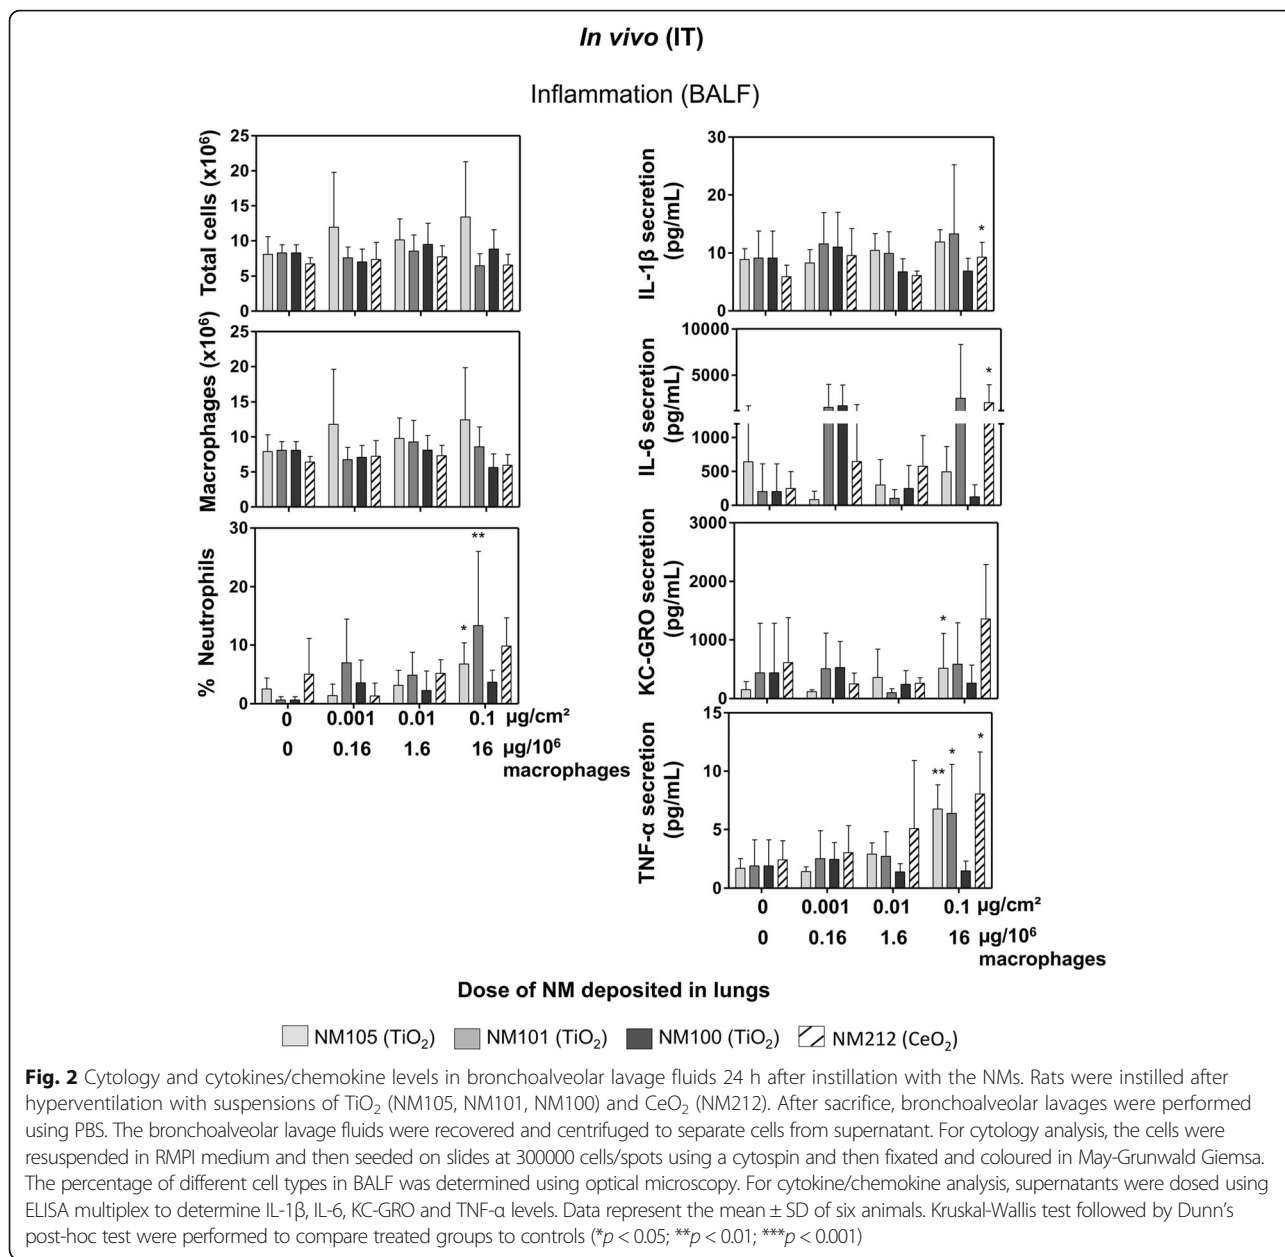 In vivo (IT)
Inflammation (BALF)
Total cells (x10⁶)
25
20
15
10
5
0
Macrophages (x10⁶)
25
20
15
10
5
0
% Neutrophils
30
20
10
0
*
**
0 0.001 0.01 0.1 µg/cm²
0 0.16 1.6 16 µg/10⁶
macrophages
IL-1β secretion
(pg/mL)
30
20
10
0
*
IL-6 secretion
(pg/mL)
10000
5000
1000
500
0
*
KC-GRO secretion
(pg/mL)
3000
2000
1000
0
*
TNF-α secretion
(pg/mL)
15
10
5
0
**
*
*
0 0.001 0.01 0.1 µg/cm²
0 0.16 1.6 16 µg/10⁶
macrophages
Dose of NM deposited in lungs
NM105 (TiO₂) NM101 (TiO₂) NM100 (TiO₂) NM212 (CeO₂)
Fig. 2 Cytology and cytokines/chemokine levels in bronchoalveolar lavage fluids 24 h after instillation with the NMs. Rats were instilled after
hyperventilation with suspensions of TiO₂ (NM105, NM101, NM100) and CeO₂ (NM212). After sacrifice, bronchoalveolar lavages were performed
using PBS. The bronchoalveolar lavage fluids were recovered and centrifuged to separate cells from supernatant. For cytology analysis, the cells were
resuspended in RMPI medium and then seeded on slides at 300000 cells/spots using a cytospin and then fixated and coloured in May-Grunwald Giemsa.
The percentage of different cell types in BALF was determined using optical microscopy. For cytokine/chemokine analysis, supernatants were dosed using
ELISA multiplex to determine IL-1β, IL-6, KC-GRO and TNF-α levels. Data represent the mean ± SD of six animals. Kruskal-Wallis test followed by Dunn's
post-hoc test were performed to compare treated groups to controls (*p < 0.05; **p < 0.01; ***p < 0.001)